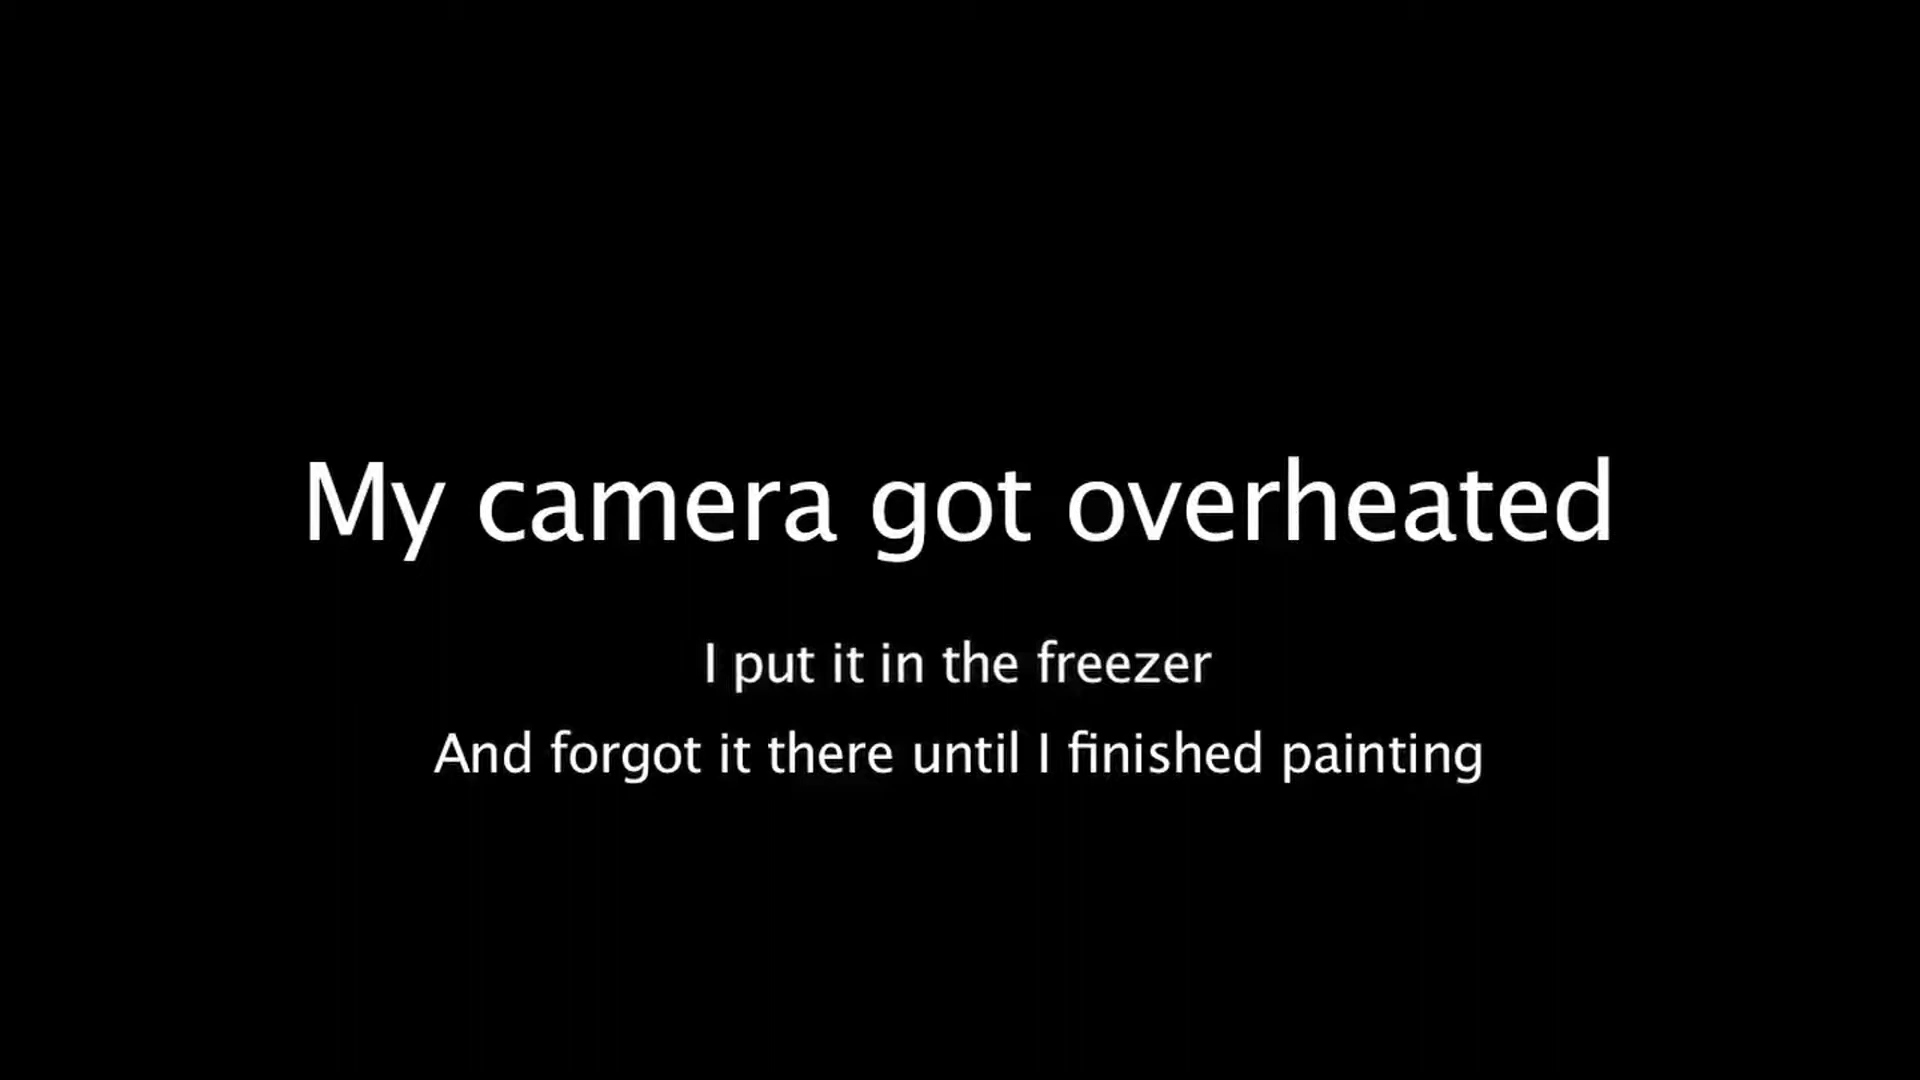 My camera got overheated
I put it in the freezer
And forgot it there until I finished painting